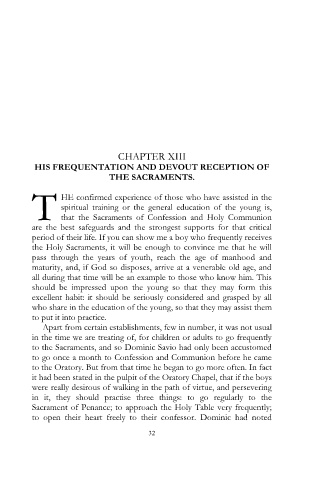 CHAPTER XIII
HIS FREQUENTATION AND DEVOUT RECEPTION OF
THE SACRAMENTS.
THE confirmed experience of those who have assisted in the
spiritual training or the general education of the young is,
that the Sacraments of Confession and Holy Communion
are the best safeguards and the strongest supports for that critical
period of their life. If you can show me a boy who frequently receives
the Holy Sacraments, it will be enough to convince me that he will
pass through the years of youth, reach the age of manhood and
maturity, and, if God so disposes, arrive at a venerable old age, and
all during that time will be an example to those who know him. This
should be impressed upon the young so that they may form this
excellent habit: it should be seriously considered and grasped by all
who share in the education of the young, so that they may assist them
to put it into practice.
Apart from certain establishments, few in number, it was not usual
in the time we are treating of, for children or adults to go frequently
to the Sacraments, and so Dominic Savio had only been accustomed
to go once a month to Confession and Communion before he came
to the Oratory. But from that time he began to go more often. In fact
it had been stated in the pulpit of the Oratory Chapel, that if the boys
were really desirous of walking in the path of virtue, and persevering
in it, they should practise three things: to go regularly to the
Sacrament of Penance; to approach the Holy Table very frequently;
to open their heart freely to their confessor. Dominic had noted
32